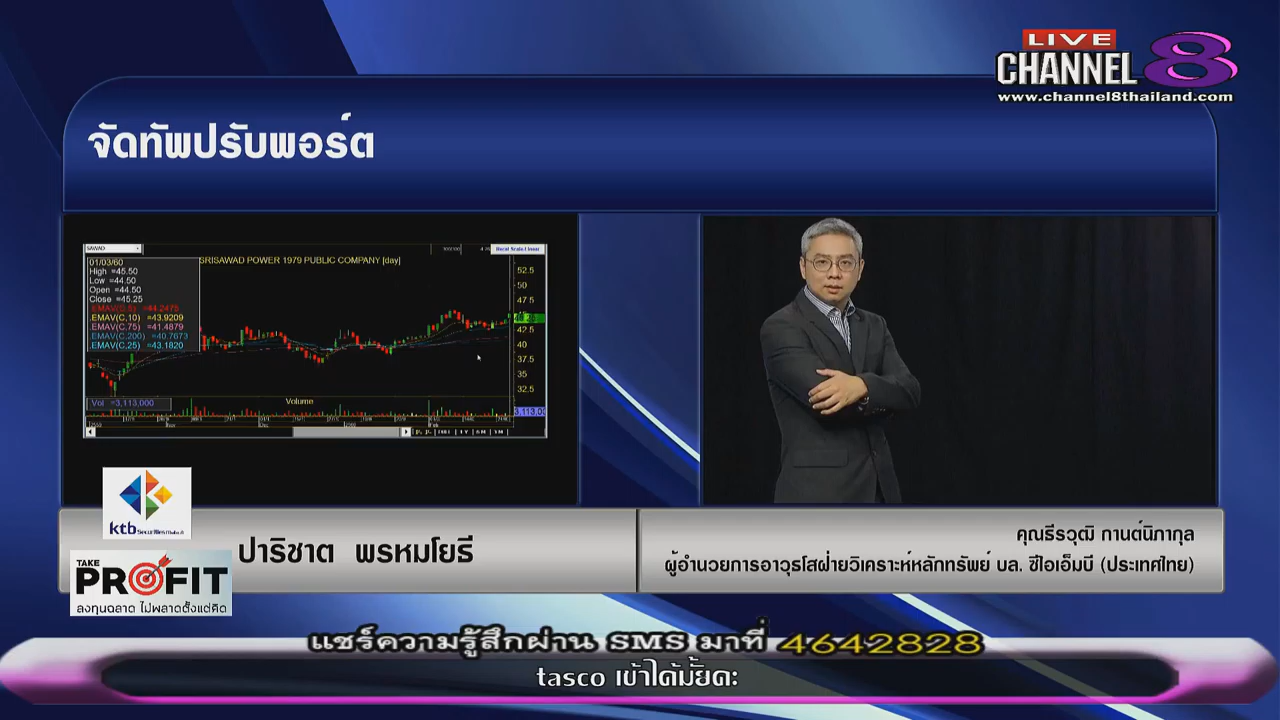 LIVE
CHANNEL 8
www.channel8thailand.com
จัดทัพปรับพอร์ต
SAWAD
SRISAWAD POWER 1979 PUBLIC COMPANY [day]
01/03/60
High =45.50
Low =44.50
Open =44.50
Close =45.25
EMAV(C,5) =44.2475
EMAV(C,10) =43.9209
EMAV(C,75) =41.4879
EMAV(C,200) =40.7673
EMAV(C,25) =43.1820
52.5
50
47.5
42.5
40
37.5
35
32.5
Vol =3,113,000
Volume
ktb Securities
ปาริชาต พรหมโยธี
TAKE
PROFIT
ลงทุนฉลาด ไม่พลาดตั้งแต่คิด
คุณธีรวุฒิ กานต์นิภากุล
ผู้อำนวยการอาวุธโสฝ่ายวิเคราะห์หลักทรัพย์ บล. ซีไอเอ็มบี (ประเทศไทย)
แชร์ความรู้สึกผ่าน SMS มาที่ 4642828
tasco เข้าได้มั้ยคะ